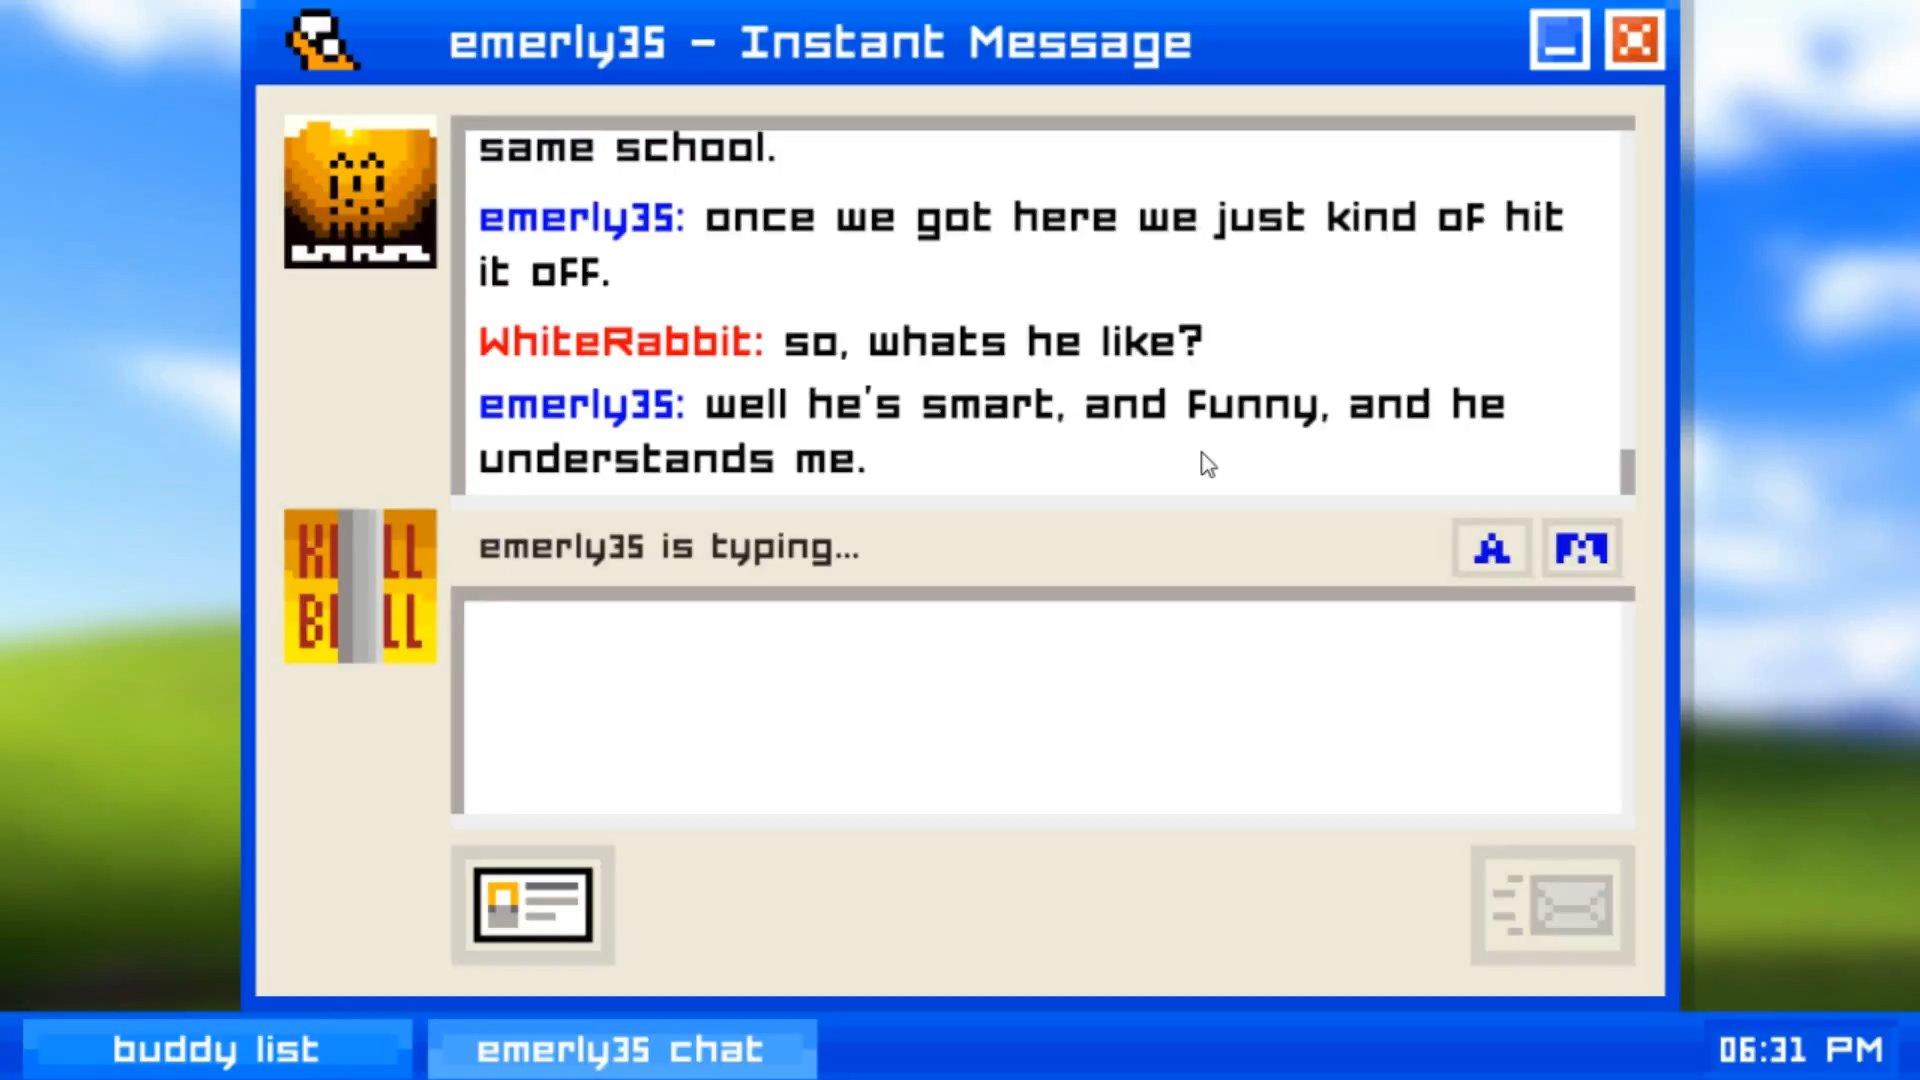 emerly35 - Instant Message
same school.
emerly35: once we got here we just kind of hit
it off.
WhiteRabbit: so, whats he like?
emerly35: well he's smart, and funny, and he
understands me.
KILL
BILL
emerly35 is typing...
A
buddy list
emerly35 chat
06:31 PM